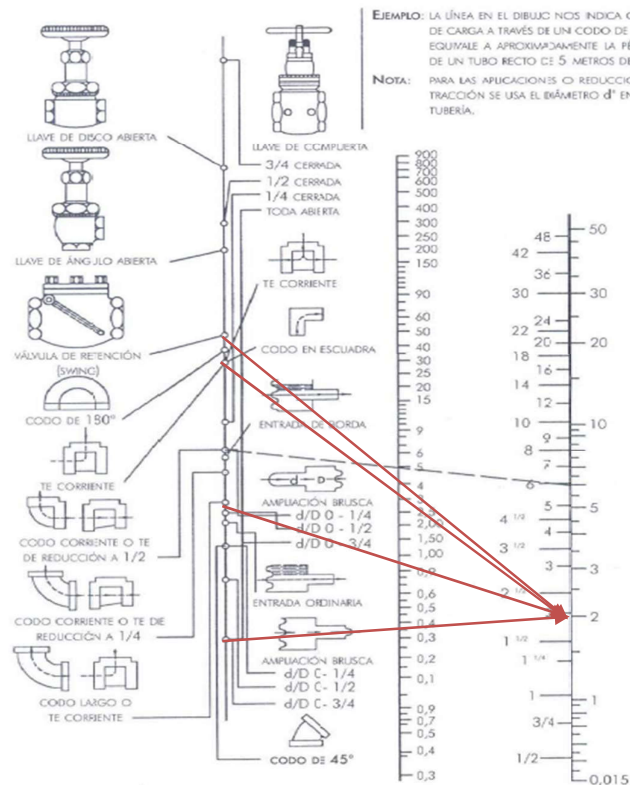 EJEMPLO: LA LÍNEA EN EL DIBUJO NOS INDICA
DE CARGA A TRAVÉS DE UN CODO DE
EQUIVALE A APROXIMADAMENTE LA
DE UN TUBO RECTO DE 5 METROS DE
NOTA: PARA LAS APLICACIONES O
TRACCIÓN SE USA EL DIÁMETRO d" EN
TUBERÍA.
LLAVE DE DISCO ABIERTA
LLAVE DE COMPUERTA
3/4 CERRADA
1/2 CERRADA
1/4 CERRADA
TODA ABIERTA
LLAVE DE ÁNGULO ABIERTA
TE CORRIENTE
CODO EN ESCUADRA
VÁLVULA DE RETENCIÓN
(SWING)
CODO DE 180°
ENTRADA DE BORDA
TE CORRIENTE
AMPLIACIÓN BRUSCA
d/D O - 1/4
d/D O - 1/2
d/D O - 3/4
CODO CORRIENTE O TE
DE REDUCCIÓN A 1/2
ENTRADA ORDINARIA
CODO CORRIENTE O TE DE
REDUCCIÓN A 1/4
AMPLIACIÓN BRUSCA
d/D C - 1/4
d/D C - 1/2
d/D C - 3/4
CODO LARGO O
TE CORRIENTE
CODO DE 45°
900
800
700
600
500
400
300
250
200
150
90
60
50
40
30
25
20
15
9
6
5
4
2,00
1,50
1,00
0,6
0,5
0,4
0,3
0,2
0,1
0,9
0,7
0,5
0,4
0,3
48
42
36
30
24
22
20
18
16
14
12
10
9
8
7
6
5
4 1/2
4
3 1/2
3
2 1/2
2
1 1/2
1 1/4
1
3/4
1/2
50
30
20
10
5
3
2
1
0,015